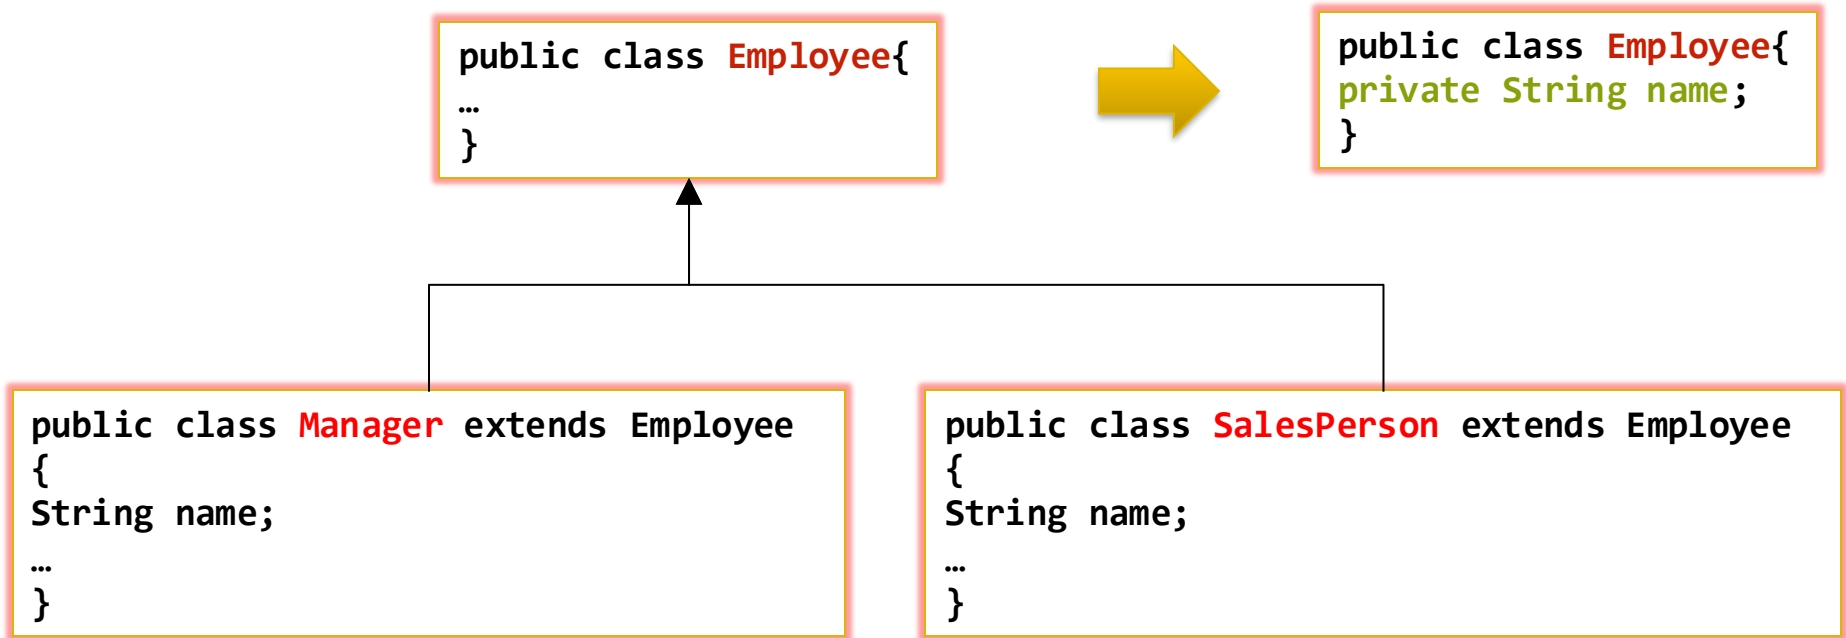 public class Employee{
…
}
public class Employee{
private String name;
}
public class Manager extends Employee
{
String name;
…
}
public class SalesPerson extends Employee
{
String name;
…
}